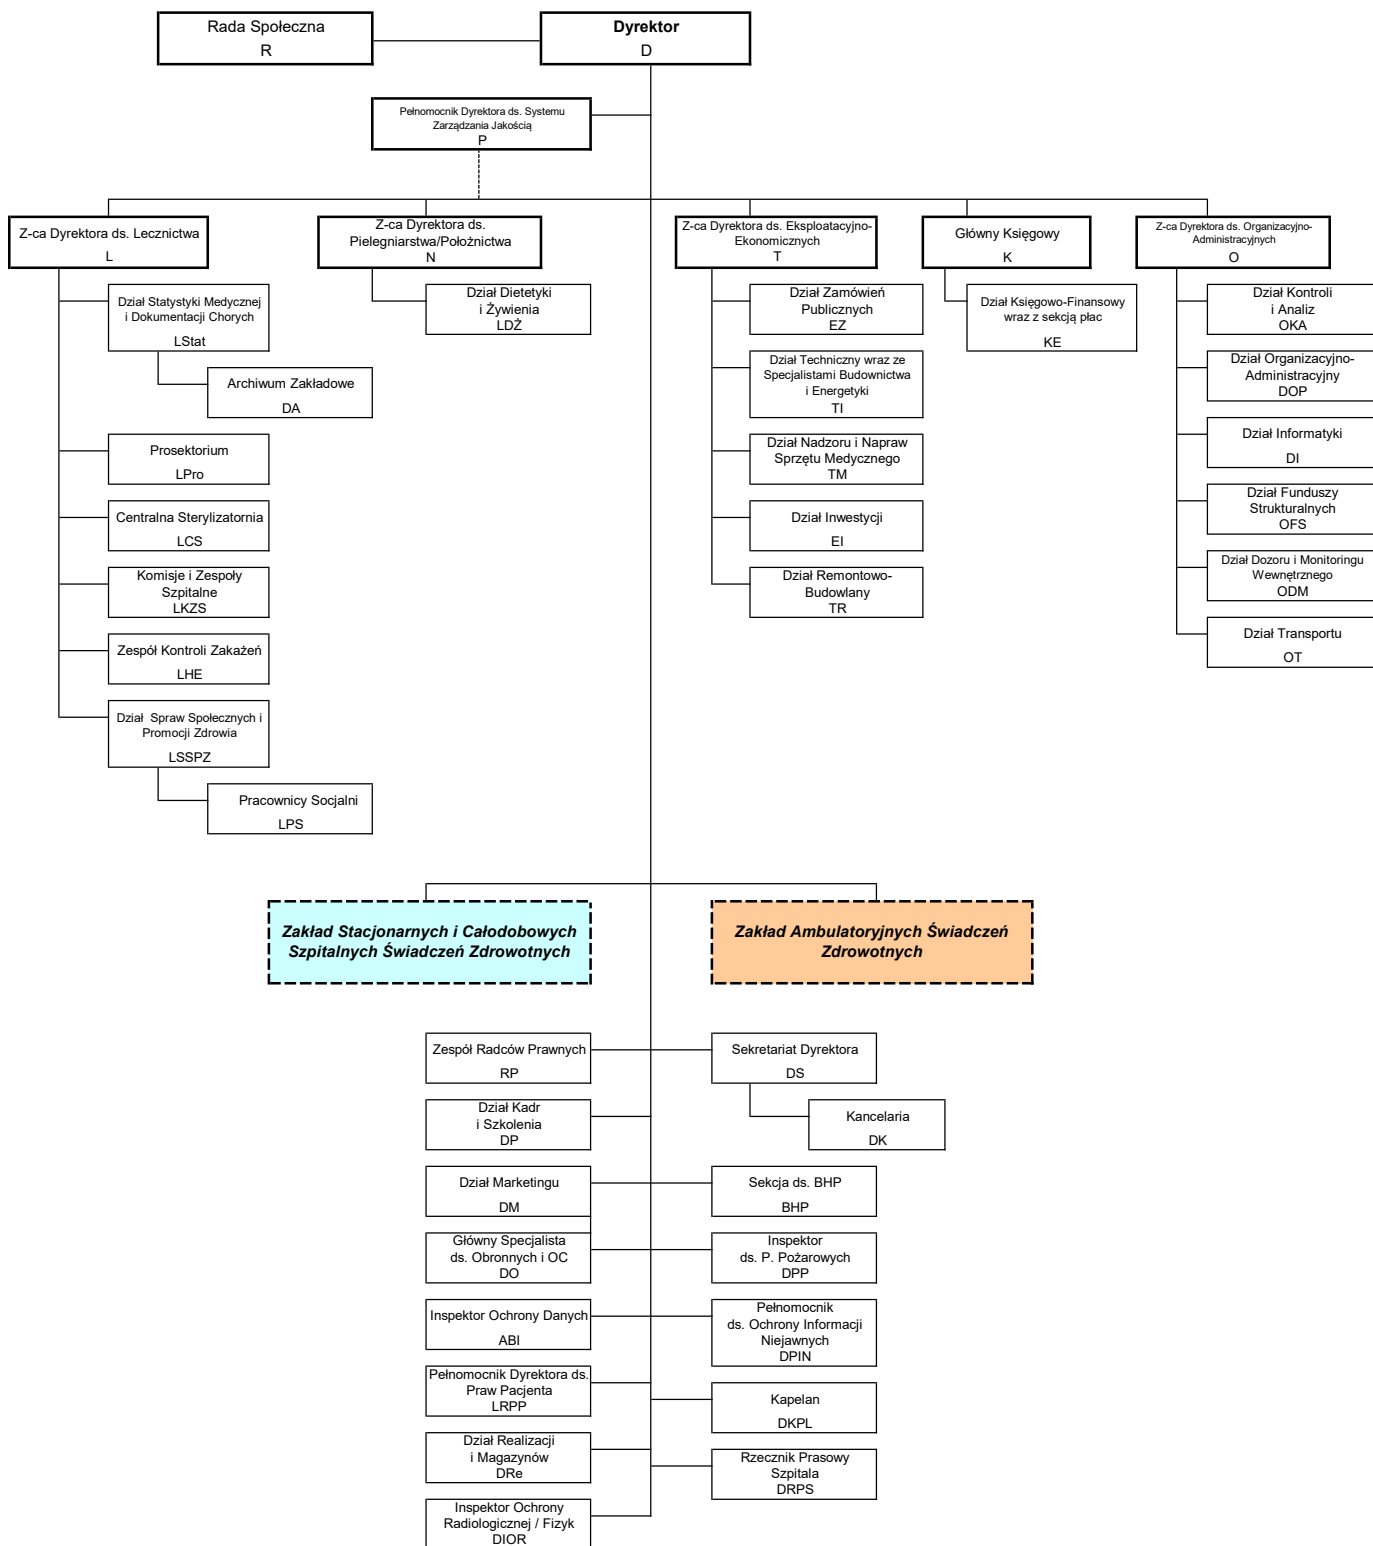 Rada Społeczna
R
Dyrektor
D
Pełnomocnik Dyrektora ds. Systemu
Zarządzania Jakością
P
Z-ca Dyrektora ds. Lecznictwa
L
Z-ca Dyrektora ds.
Pielegniarstwa/Położnictwa
N
Z-ca Dyrektora ds. Eksploatacyjno-
Ekonomicznych
T
Główny Księgowy
K
Z-ca Dyrektora ds. Organizacyjno-
Administracyjnych
O
Dział Statystyki Medycznej
i Dokumentacji Chorych
LStat
Archiwum Zakładowe
DA
Prosektorium
LPro
Centralna Sterylizatornia
LCS
Komisje i Zespoły
Szpitalne
LKZS
Zespół Kontroli Zakażeń
LHE
Dział Spraw Społecznych i
Promocji Zdrowia
LSSPZ
Pracownicy Socjalni
LPS
Dział Dietetyki
i Żywienia
LDŻ
Dział Zamówień
Publicznych
EZ
Dział Techniczny wraz ze
Specjalistami Budownictwa
i Energetyki
TI
Dział Nadzoru i Napraw
Sprzętu Medycznego
TM
Dział Inwestycji
EI
Dział Remontowo-
Budowlany
TR
Dział Księgowo-Finansowy
wraz z sekcją płac
KE
Dział Kontroli
i Analiz
OKA
Dział Organizacyjno-
Administracyjny
DOP
Dział Informatyki
DI
Dział Funduszy
Strukturalnych
OFS
Dział Dozoru i Monitoringu
Wewnętrznego
ODM
Dział Transportu
OT
Zakład Stacjonarnych i Całodobowych
Szpitalnych Świadczeń Zdrowotnych
Zakład Ambulatoryjnych Świadczeń
Zdrowotnych
Zespół Radców Prawnych
RP
Sekretariat Dyrektora
DS
Dział Kadr
i Szkolenia
DP
Kancelaria
DK
Dział Marketingu
DM
Sekcja ds. BHP
BHP
Główny Specjalista
ds. Obronnych i OC
DO
Inspektor
ds. P. Pożarowych
DPP
Inspektor Ochrony Danych
ABI
Pełnomocnik
ds. Ochrony Informacji
Niejawnych
DPIN
Pełnomocnik Dyrektora ds.
Praw Pacjenta
LRPP
Kapelan
DKPL
Dział Realizacji
i Magazynów
DRe
Rzecznik Prasowy
Szpitala
DRPS
Inspektor Ochrony
Radiologicznej / Fizyk
DIOR